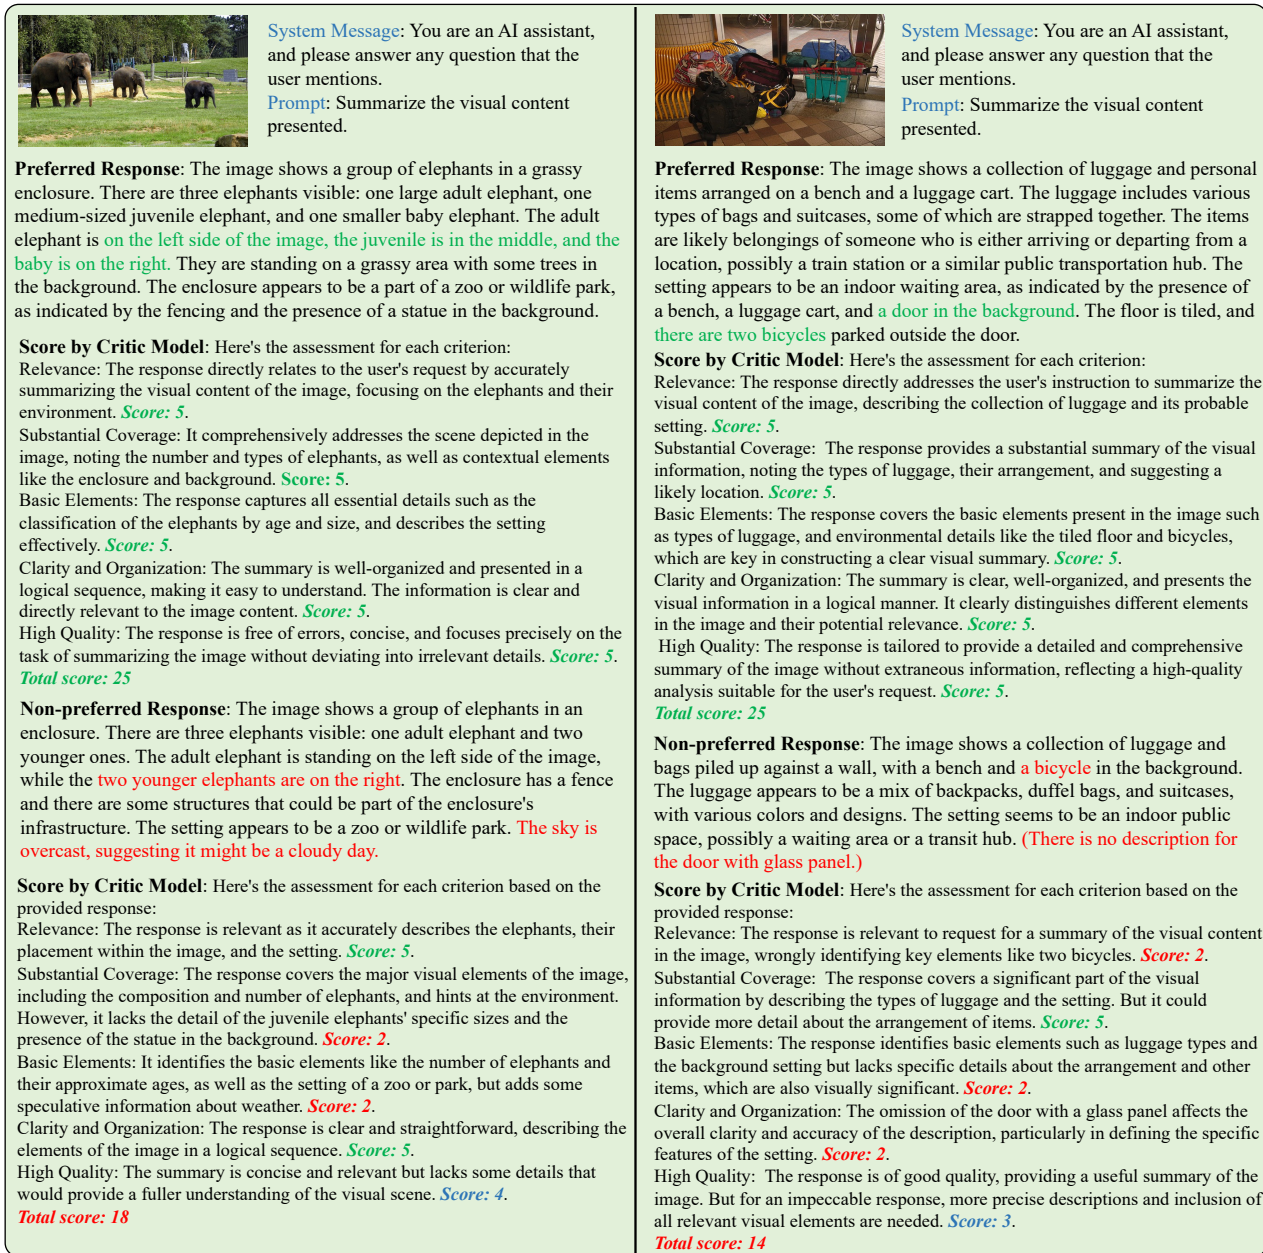 System Message: You are an AI assistant,
and please answer any question that the
user mentions.
Prompt: Summarize the visual content
presented.
Preferred Response: The image shows a group of elephants in a grassy
enclosure. There are three elephants visible: one large adult elephant, one
medium-sized juvenile elephant, and one smaller baby elephant. The adult
elephant is on the left side of the image, the juvenile is in the middle, and the
baby is on the right. They are standing on a grassy area with some trees in
the background. The enclosure appears to be a part of a zoo or wildlife park,
as indicated by the fencing and the presence of a statue in the background.
Score by Critic Model: Here's the assessment for each criterion:
Relevance: The response directly relates to the user's request by accurately
summarizing the visual content of the image, focusing on the elephants and their
environment. Score: 5.
Substantial Coverage: It comprehensively addresses the scene depicted in the
image, noting the number and types of elephants, as well as contextual elements
like the enclosure and background. Score: 5.
Basic Elements: The response captures all essential details such as the
classification of the elephants by age and size, and describes the setting
effectively. Score: 5.
Clarity and Organization: The summary is well-organized and presented in a
logical sequence, making it easy to understand. The information is clear and
directly relevant to the image content. Score: 5.
High Quality: The response is free of errors, concise, and focuses precisely on the
task of summarizing the image without deviating into irrelevant details. Score: 5.
Total score: 25
Non-preferred Response: The image shows a group of elephants in an
enclosure. There are three elephants visible: one adult elephant and two
younger ones. The adult elephant is standing on the left side of the image,
while the two younger elephants are on the right. The enclosure has a fence
and there are some structures that could be part of the enclosure's
infrastructure. The setting appears to be a zoo or wildlife park. The sky is
overcast, suggesting it might be a cloudy day.
Score by Critic Model: Here's the assessment for each criterion based on the
provided response:
Relevance: The response is relevant as it accurately describes the elephants, their
placement within the image, and the setting. Score: 5.
Substantial Coverage: The response covers the major visual elements of the image,
including the composition and number of elephants, and hints at the environment.
However, it lacks the detail of the juvenile elephants' specific sizes and the
presence of the statue in the background. Score: 2.
Basic Elements: It identifies the basic elements like the number of elephants and
their approximate ages, as well as the setting of a zoo or park, but adds some
speculative information about weather. Score: 2.
Clarity and Organization: The response is clear and straightforward, describing the
elements of the image in a logical sequence. Score: 5.
High Quality: The summary is concise and relevant but lacks some details that
would provide a fuller understanding of the visual scene. Score: 4.
Total score: 18
System Message: You are an AI assistant,
and please answer any question that the
user mentions.
Prompt: Summarize the visual content
presented.
Preferred Response: The image shows a collection of luggage and personal
items arranged on a bench and a luggage cart. The luggage includes various
types of bags and suitcases, some of which are strapped together. The items
are likely belongings of someone who is either arriving or departing from a
location, possibly a train station or a similar public transportation hub. The
setting appears to be an indoor waiting area, as indicated by the presence of
a bench, a luggage cart, and a door in the background. The floor is tiled, and
there are two bicycles parked outside the door.
Score by Critic Model: Here's the assessment for each criterion:
Relevance: The response directly addresses the user's instruction to summarize the
visual content of the image, describing the collection of luggage and its probable
setting. Score: 5.
Substantial Coverage: The response provides a substantial summary of the visual
information, noting the types of luggage, their arrangement, and suggesting a
likely location. Score: 5.
Basic Elements: The response covers the basic elements present in the image such
as types of luggage, and environmental details like the tiled floor and bicycles,
which are key in constructing a clear visual summary. Score: 5.
Clarity and Organization: The summary is clear, well-organized, and presents the
visual information in a logical manner. It clearly distinguishes different elements
in the image and their potential relevance. Score: 5.
High Quality: The response is tailored to provide a detailed and comprehensive
summary of the image without extraneous information, reflecting a high-quality
analysis suitable for the user's request. Score: 5.
Total score: 25
Non-preferred Response: The image shows a collection of luggage and
bags piled up against a wall, with a bench and a bicycle in the background.
The luggage appears to be a mix of backpacks, duffel bags, and suitcases,
with various colors and designs. The setting seems to be an indoor public
space, possibly a waiting area or a transit hub. (There is no description for
the door with glass panel.)
Score by Critic Model: Here's the assessment for each criterion based on the
provided response:
Relevance: The response is relevant to request for a summary of the visual content
in the image, wrongly identifying key elements like two bicycles. Score: 2.
Substantial Coverage: The response covers a significant part of the visual
information by describing the types of luggage and the setting. But it could
provide more detail about the arrangement of items. Score: 5.
Basic Elements: The response identifies basic elements such as luggage types and
the background setting but lacks specific details about the arrangement and other
items, which are also visually significant. Score: 2.
Clarity and Organization: The omission of the door with a glass panel affects the
overall clarity and accuracy of the description, particularly in defining the specific
features of the setting. Score: 2.
High Quality: The response is of good quality, providing a useful summary of the
image. But for an impeccable response, more precise descriptions and inclusion of
all relevant visual elements are needed. Score: 3.
Total score: 14